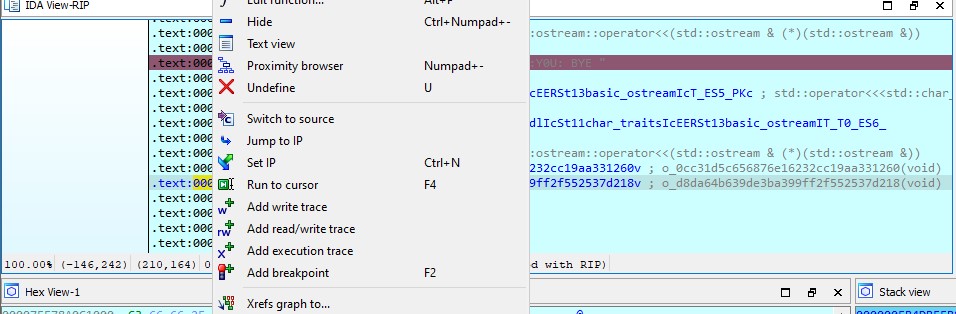 IDA View-RIP
Edit function... Alt+P
.text:000 Hide Ctrl+Numpad+- :ostream::operator<<(std::ostream & (*)(std::ostream &))
.text:000 Text view
.text:000 Proximity browser Numpad+- :Y0U: BYE "
.text:000 Undefine U
.text:000 cEERSt13basic_ostreamIcT_ES5_PKc ; std::operator<<<std::char_
.text:000 Switch to source
.text:000 dlIcSt11char_traitsIcEERSt13basic_ostreamIT_T0_ES6_
.text:000 Jump to IP
.text:000 :ostream::operator<<(std::ostream & (*)(std::ostream &))
.text:000 Set IP Ctrl+N 232cc19aa331260v ; o_0cc31d5c656876e16232cc19aa331260(void)
.text:000 Run to cursor F4 9ff2f552537d218v ; o_d8da64b639de3ba399ff2f552537d218(void)
.text:000 Add write trace
.text:000 Add read/write trace
.text:000 Add execution trace
.text:000
100.00% (-146,242) (210,164) 0 Add breakpoint F2 d with RIP)
Hex View-1 Xrefs graph to... Stack view